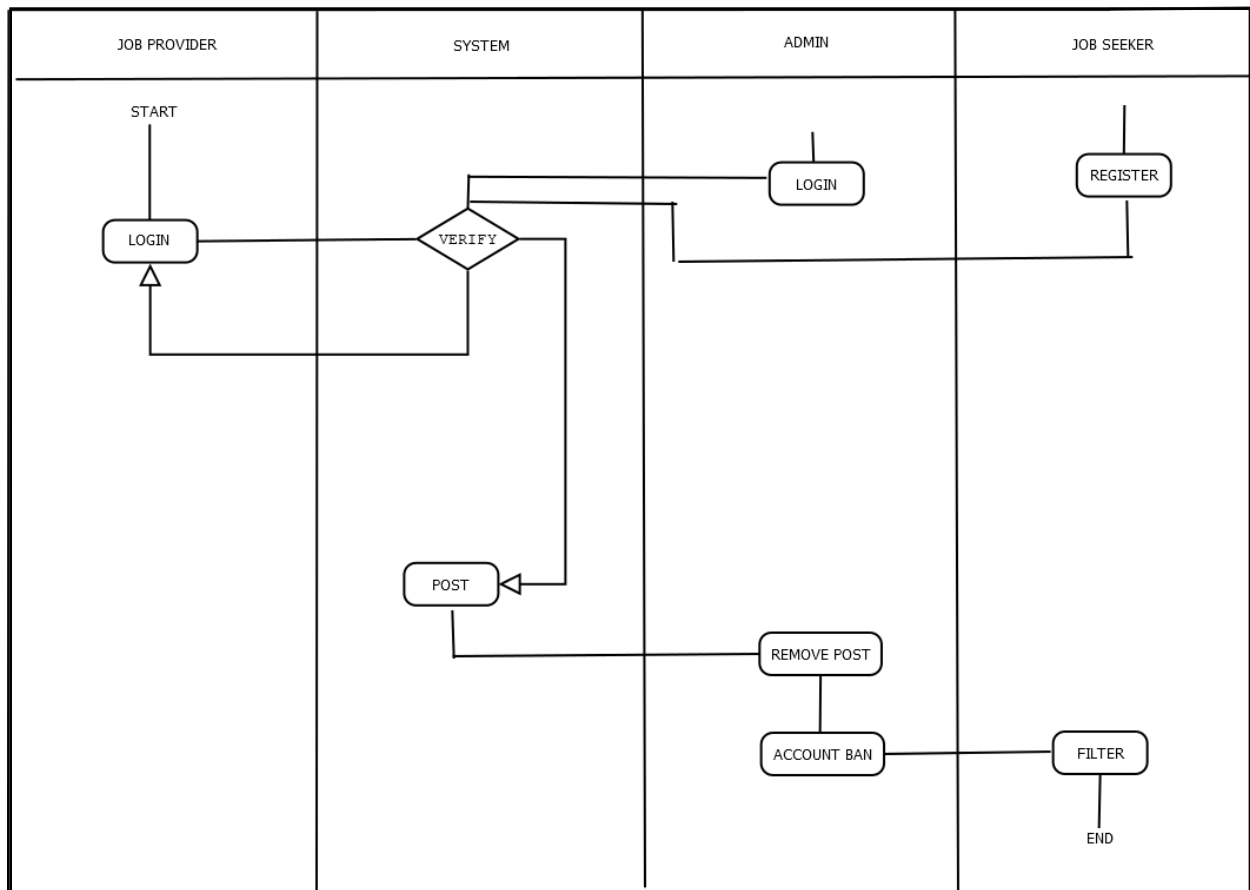 JOB PROVIDER
SYSTEM
ADMIN
JOB SEEKER
START
LOGIN
REGISTER
LOGIN
VERIFY
POST
REMOVE POST
ACCOUNT BAN
FILTER
END